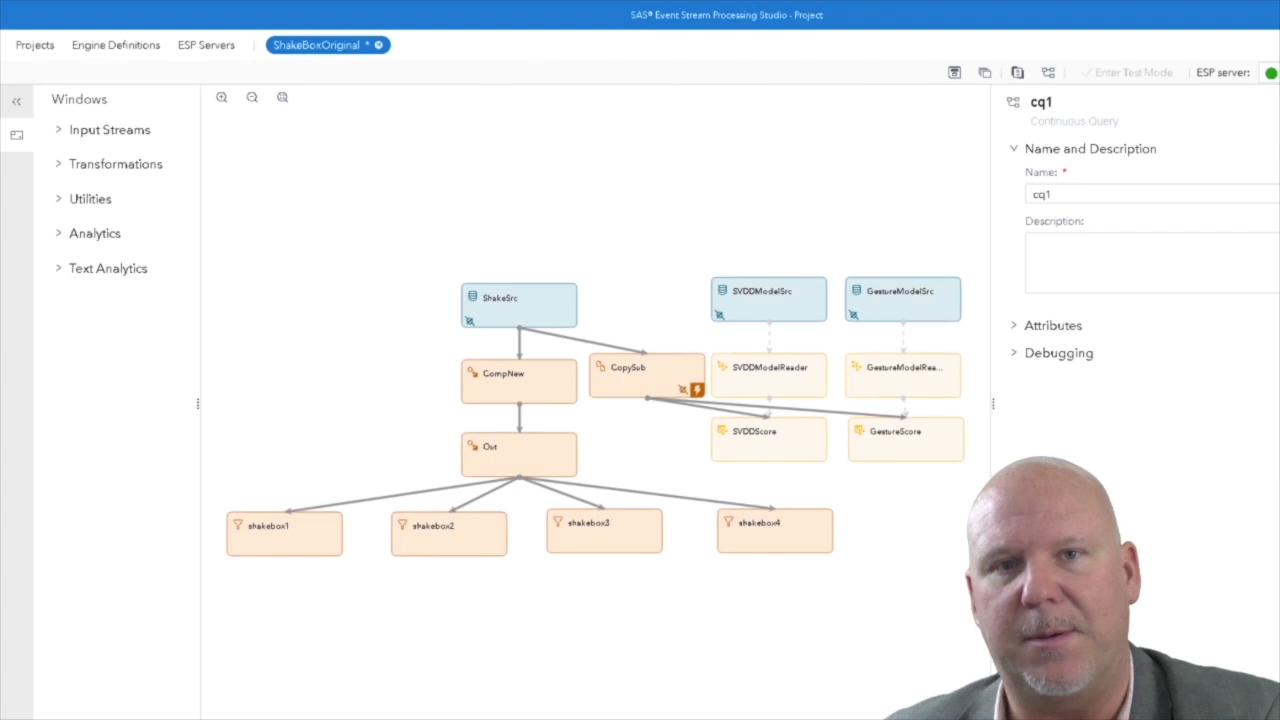 SAS® Event Stream Processing Studio - Project
Projects
Engine Definitions
ESP Servers
ShakeBoxOriginal *
Enter Test Mode
ESP server:
Windows
Input Streams
Transformations
Utilities
Analytics
Text Analytics
cq1
Continuous Query
Name and Description
Name: *
cq1
Description:
Attributes
Debugging
ShakeSrc
SVDDModelSrc
GestureModelSrc
CompNew
CopySub
SVDDModelReader
GestureModelRea...
Out
SVDDScore
GestureScore
shakebox1
shakebox2
shakebox3
shakebox4